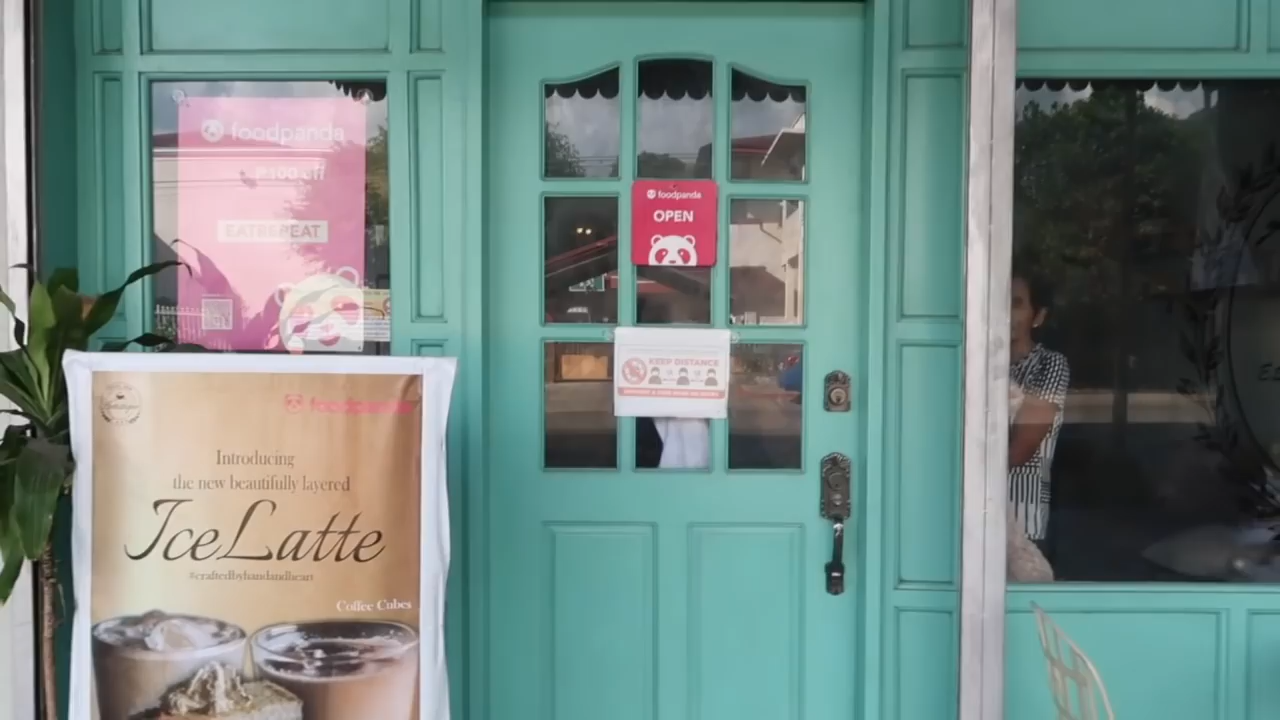 foodpanda
₱100 off
EATREPEAT
foodpanda
OPEN
KEEP DISTANCE
foodpanda
Introducing
the new beautifully layered
IceLatte
#craftedbyhandandheart
Coffee Cubes